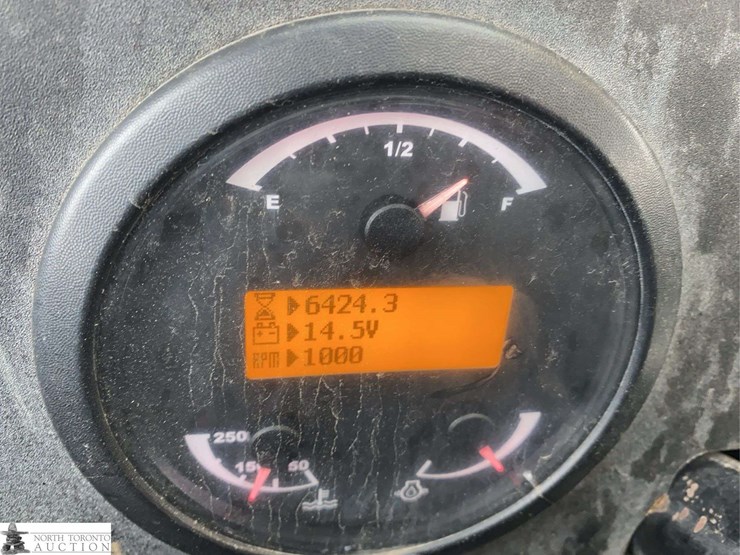 1/2
E F
6424.3
14.5V
RPM 1000
250
150 50
NORTH TORONTO
AUCTION